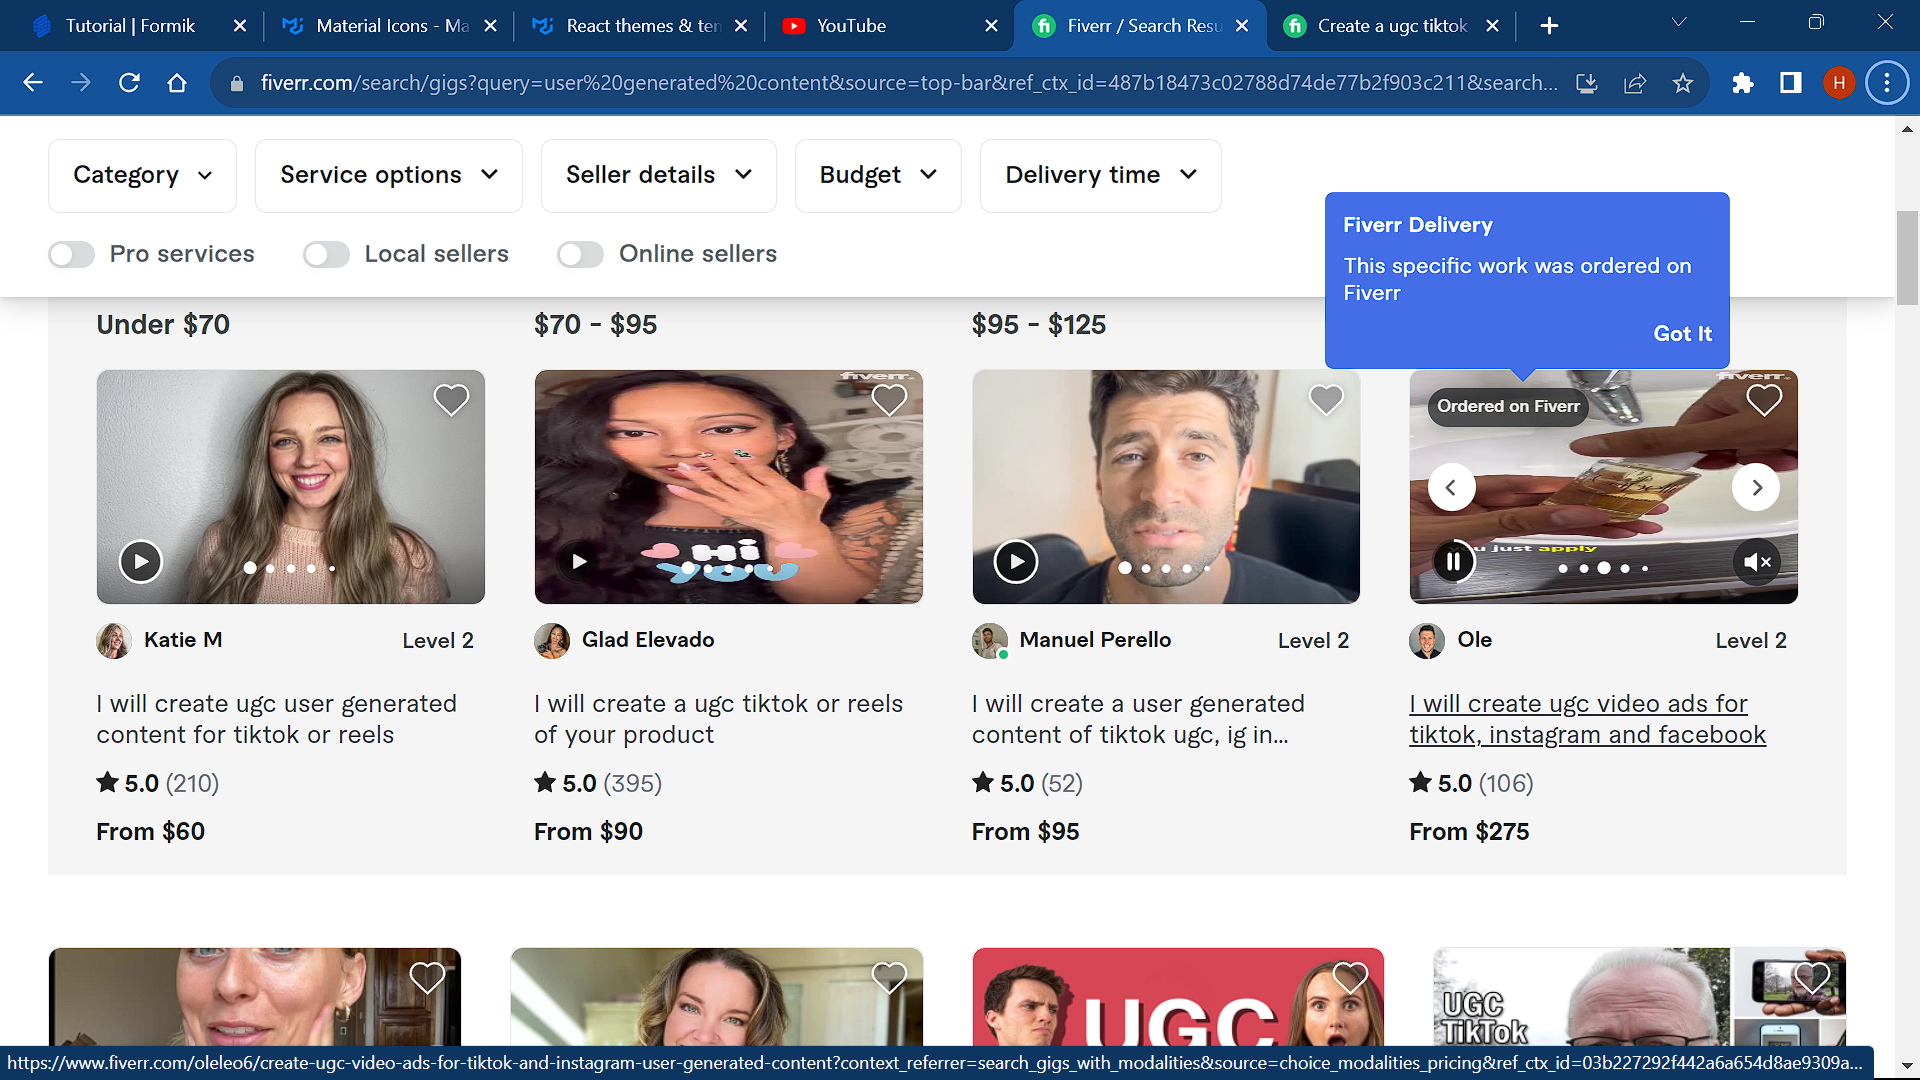 Tutorial | Formik
Material Icons - Ma
React themes & ten
YouTube
Fiverr / Search Resu
Create a ugc tiktok
fiverr.com/search/gigs?query=user%20generated%20content&source=top-bar&ref_ctx_id=487b18473c02788d74de77b2f903c211&search...
H
Category
Service options
Seller details
Budget
Delivery time
Pro services
Local sellers
Online sellers
Fiverr Delivery
This specific work was ordered on
Fiverr
Got It
Under $70
$70 - $95
$95 - $125
fiverr.
fiverr.
Ordered on Fiverr
Hi
YOU
you just apply
Katie M
Level 2
Glad Elevado
Manuel Perello
Level 2
Ole
Level 2
I will create ugc user generated
content for tiktok or reels
I will create a ugc tiktok or reels
of your product
I will create a user generated
content of tiktok ugc, ig in...
I will create ugc video ads for
tiktok, instagram and facebook
5.0 (210)
5.0 (395)
5.0 (52)
5.0 (106)
From $60
From $90
From $95
From $275
UGC
UGC
TikTok
https://www.fiverr.com/oleleo6/create-ugc-video-ads-for-tiktok-and-instagram-user-generated-content?context_referrer=search_gigs_with_modalities&source=choice_modalities_pricing&ref_ctx_id=03b227292f442a6a654d8ae9309a...